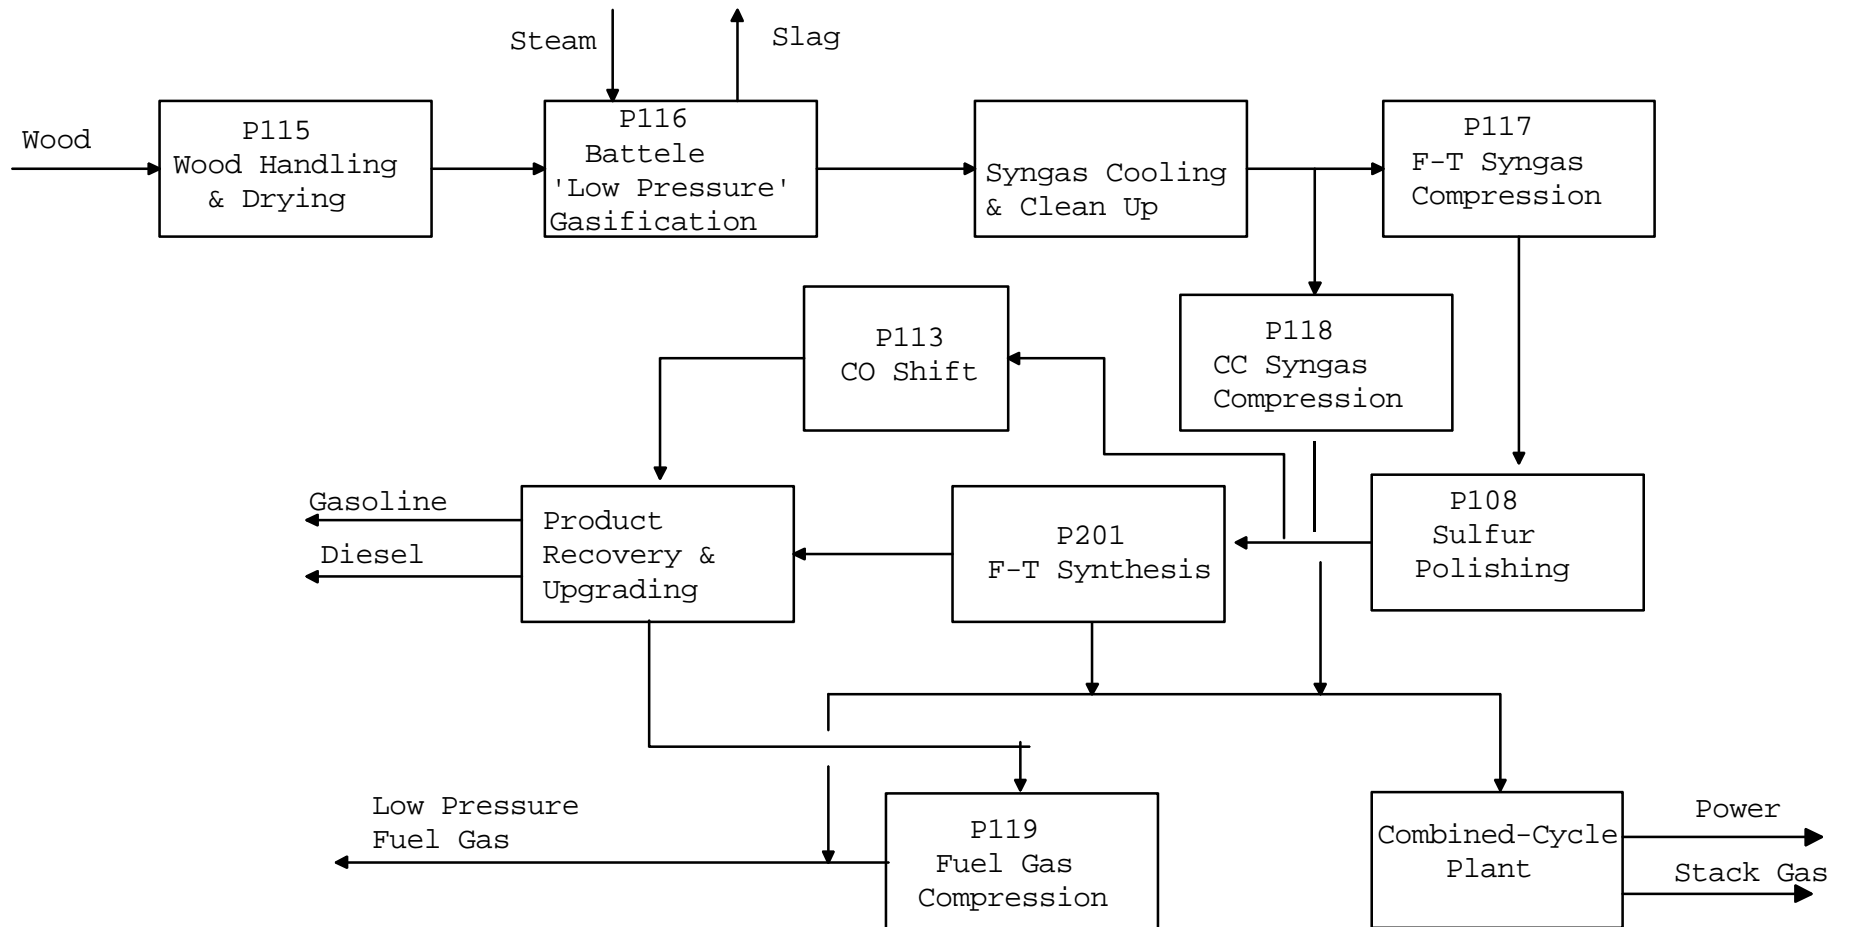 Steam
Slag
Wood
P115
Wood Handling
& Drying
P116
Battele
'Low Pressure'
Gasification
Syngas Cooling
& Clean Up
P117
F-T Syngas
Compression
P113
CO Shift
P118
CC Syngas
Compression
Gasoline
Diesel
Product
Recovery &
Upgrading
P201
F-T Synthesis
P108
Sulfur
Polishing
Low Pressure
Fuel Gas
P119
Fuel Gas
Compression
Combined-Cycle
Plant
Power
Stack Gas